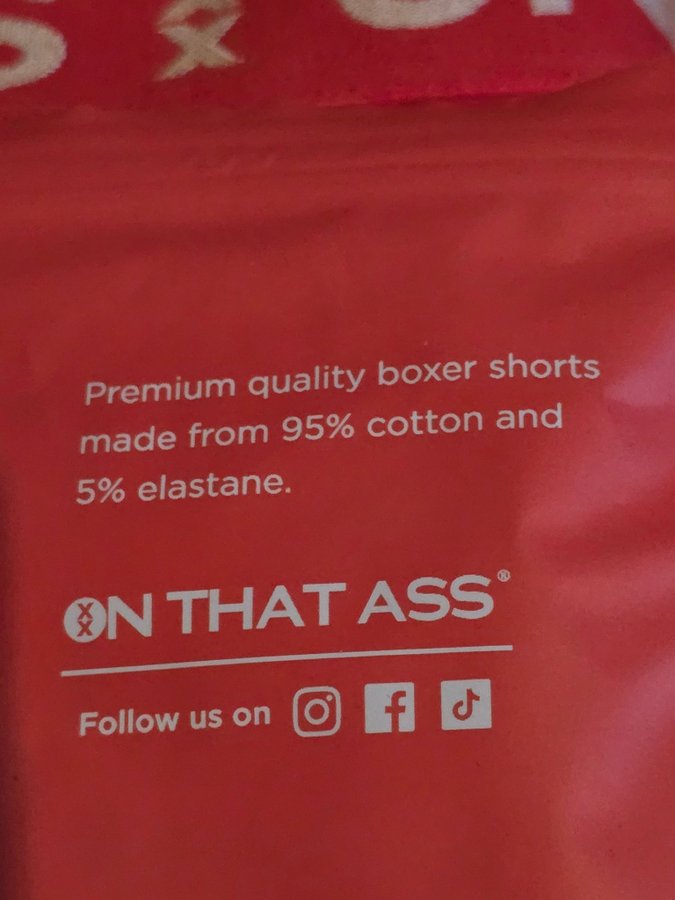 Premium quality boxer shorts
made from 95% cotton and
5% elastane.
ON THAT ASS®
Follow us on